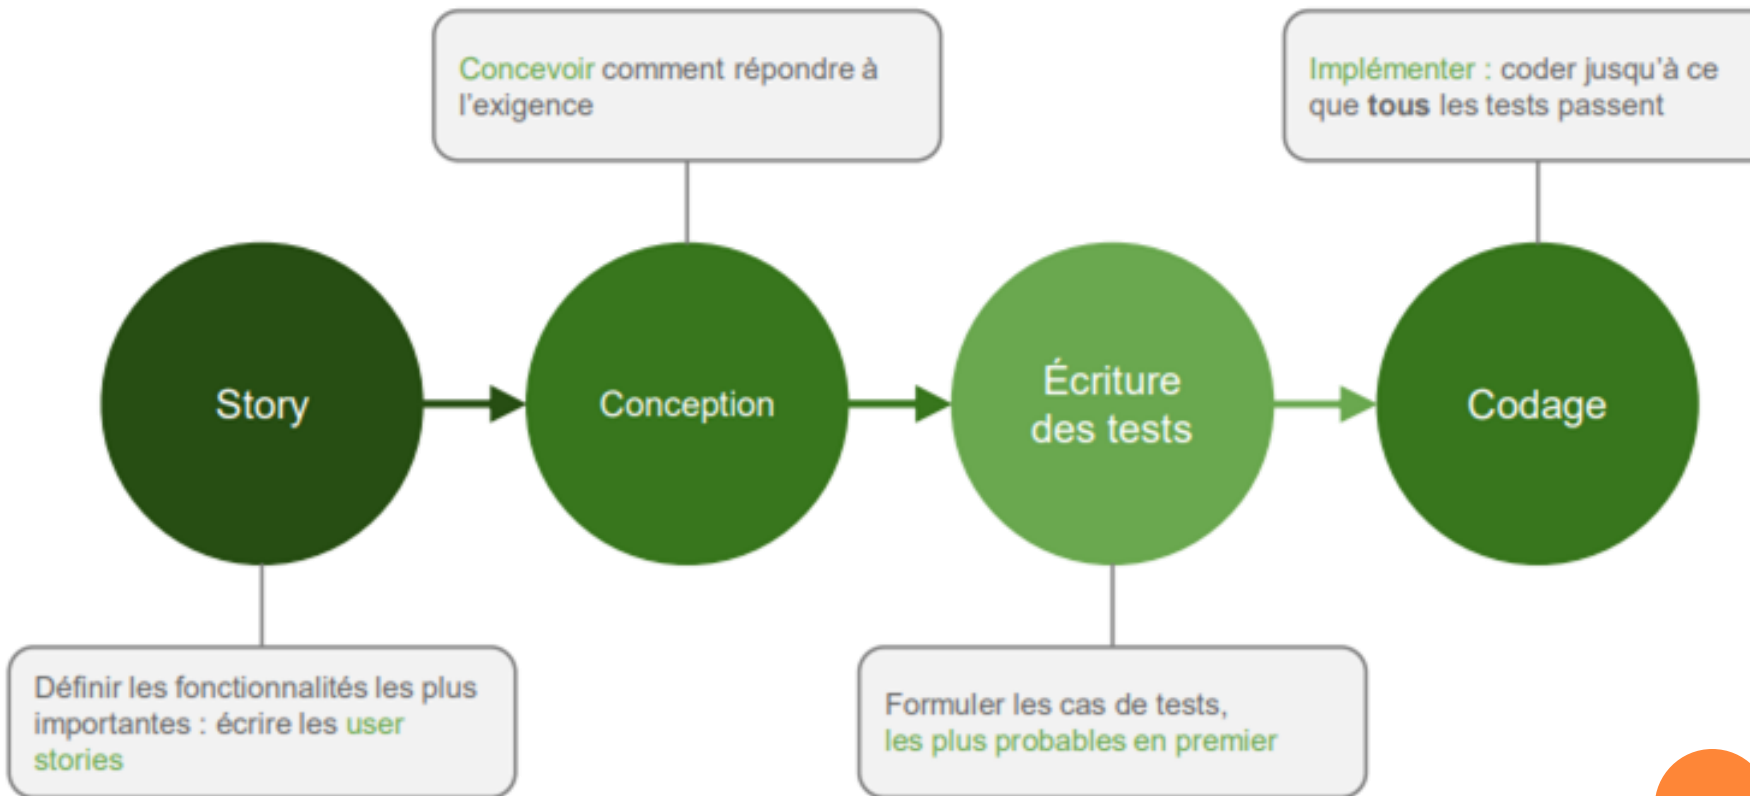 Concevoir comment répondre à
l'exigence
Implémenter : coder jusqu'à ce
que tous les tests passent
Story
Conception
Écriture
des tests
Codage
Définir les fonctionnalités les plus
importantes : écrire les user
stories
Formuler les cas de tests,
les plus probables en premier